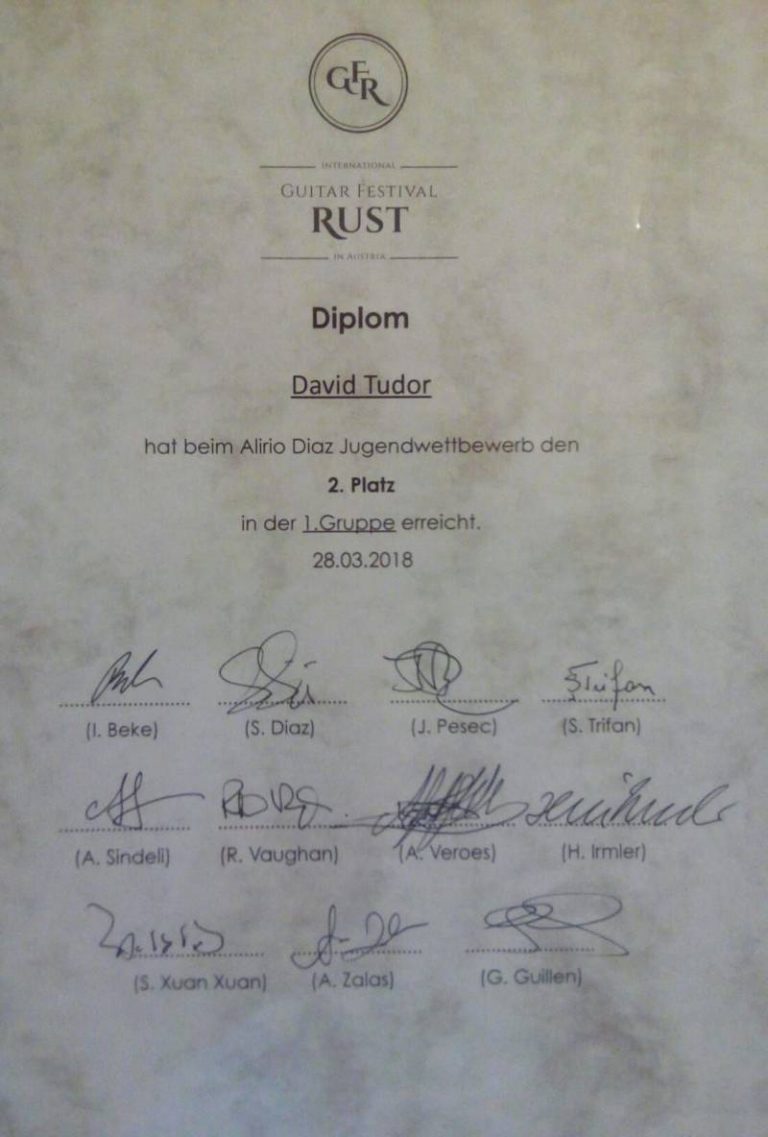 GFR
INTERNATIONAL
GUITAR FESTIVAL
RUST
IN AUSTRIA
Diplom
David Tudor
hat beim Alirio Diaz Jugendwettbewerb den
2. Platz
in der 1.Gruppe erreicht.
28.03.2018
(I. Beke) (S. Diaz) (J. Pesec) (S. Trifan)
(A. Sindeli) (R. Vaughan) (A. Veroes) (H. Irmler)
(S. Xuan Xuan) (A. Zalas) (G. Guillen)